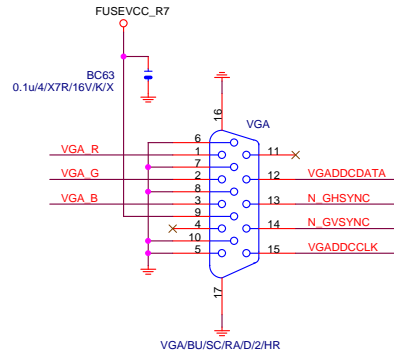 FUSEVCC_R7
BC63
0.1u/4/X7R/16V/K/X
16
VGA
6
VGA_R
1
11
7
VGA_G
2
12
VGADDCDATA
8
VGA_B
3
13
N_GHSYNC
9
4
14
N_GVSYNC
10
5
15
VGADDCCLK
17
VGA/BU/SC/RA/D/2/HR